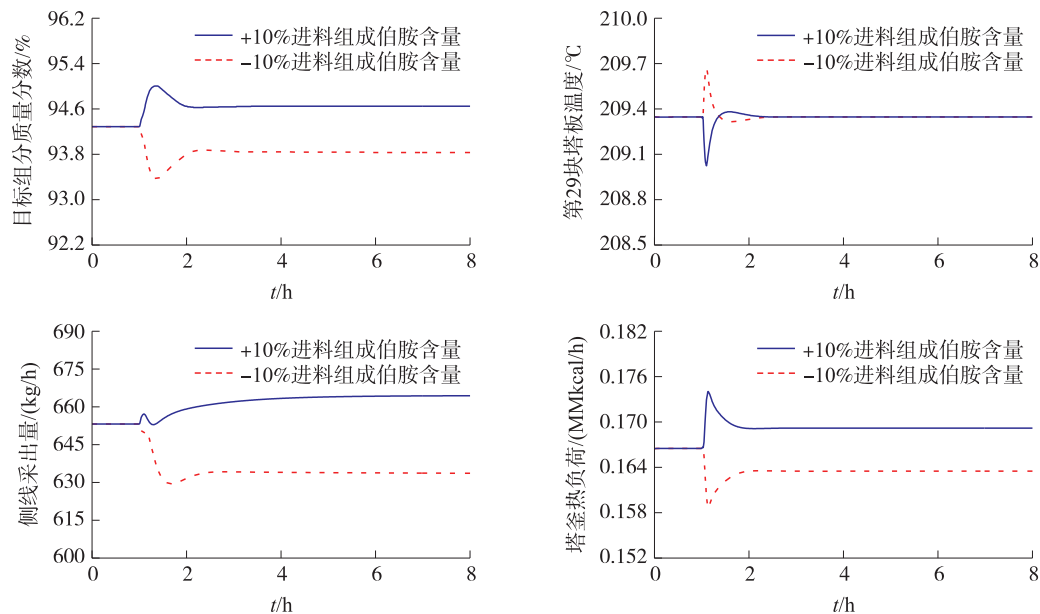 目标组分质量分数/%
96.2
95.4
94.6
93.8
93.0
92.2
+10%进料组成伯胺含量
−10%进料组成伯胺含量
0 2 4 6 8
t/h
第29块塔板温度/℃
210.0
209.7
209.4
209.1
208.8
208.5
+10%进料组成伯胺含量
−10%进料组成伯胺含量
0 2 4 6 8
t/h
侧线采出量/(kg/h)
690
675
660
645
630
615
600
+10%进料组成伯胺含量
−10%进料组成伯胺含量
0 2 4 6 8
t/h
塔釜热负荷/(MMkcal/h)
0.182
0.176
0.170
0.164
0.158
0.152
+10%进料组成伯胺含量
−10%进料组成伯胺含量
0 2 4 6 8
t/h